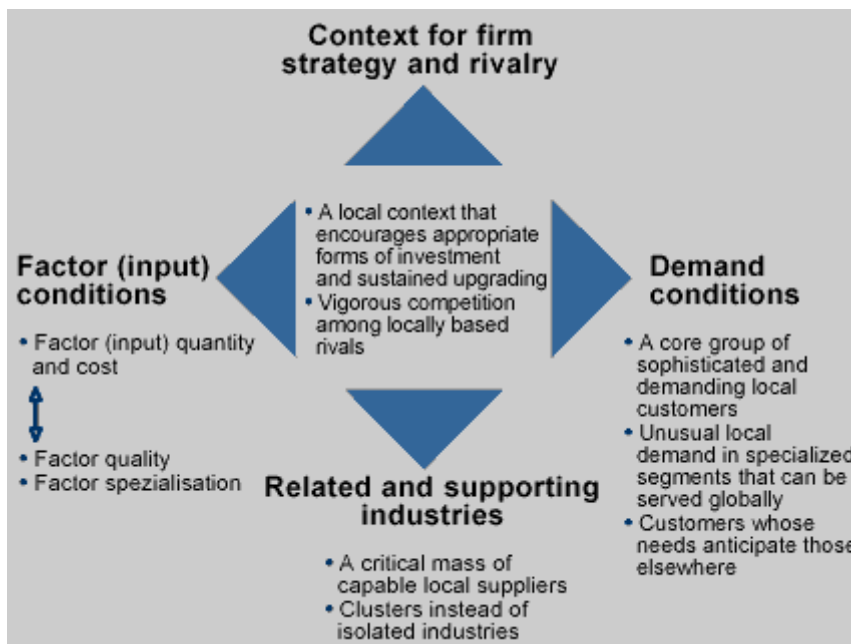 Context for firm
strategy and rivalry
• A local context that
encourages appropriate
forms of investment
and sustained upgrading
• Vigorous competition
among locally based
rivals
Factor (input)
conditions
• Factor (input) quantity
and cost
• Factor quality
• Factor spezialisation
Demand
conditions
• A core group of
sophisticated and
demanding local
customers
• Unusual local
demand in specialized
segments that can be
served globally
• Customers whose
needs anticipate those
elsewhere
Related and supporting
industries
• A critical mass of
capable local suppliers
• Clusters instead of
isolated industries